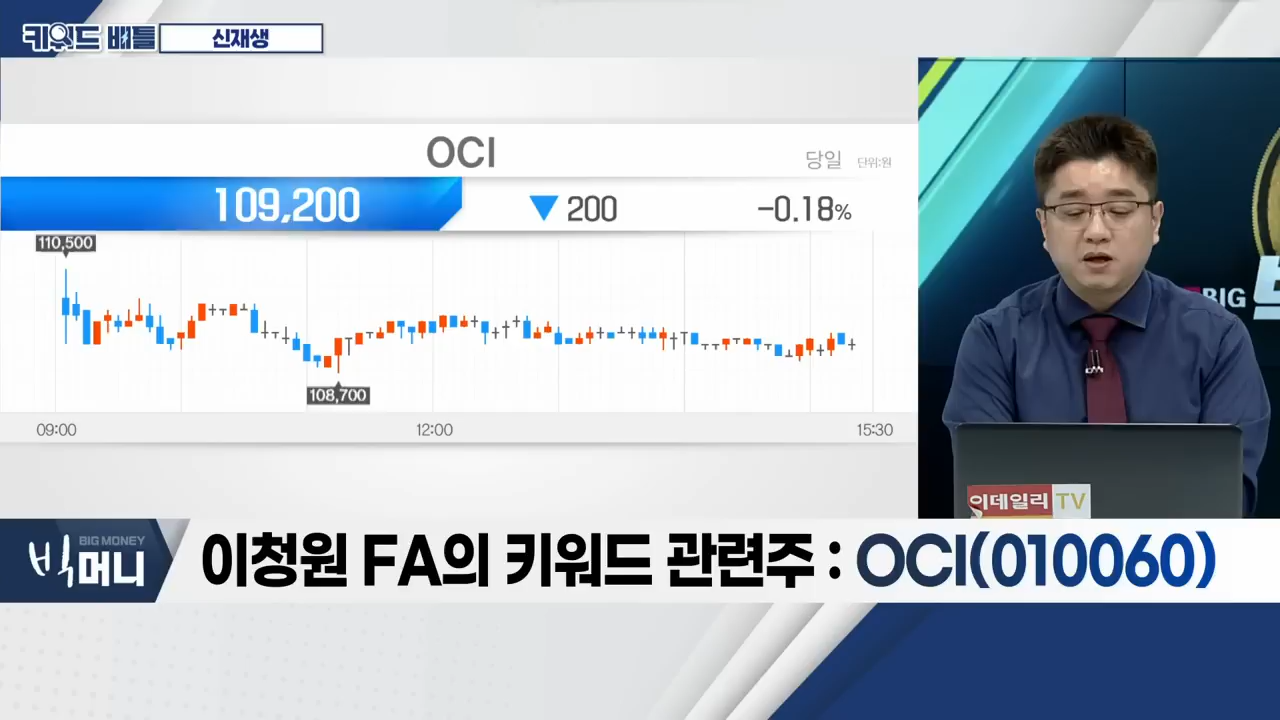 키워드 배틀
신재생
OCI
당일
단위:원
109,200
▼200
-0.18%
110,500
108,700
09:00
12:00
15:30
BIG
이데일리 TV
BIG MONEY
빅머니
이청원 FA의 키워드 관련주 : OCI(010060)